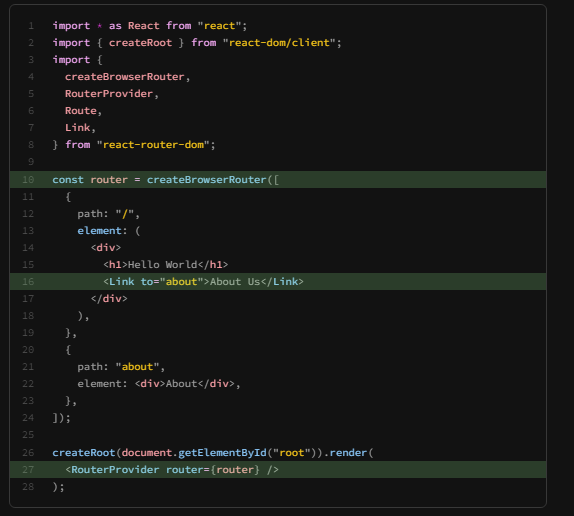 1 import * as React from "react";
2 import { createRoot } from "react-dom/client";
3 import {
4 createBrowserRouter,
5 RouterProvider,
6 Route,
7 Link,
8 } from "react-router-dom";
9
10 const router = createBrowserRouter([
11 {
12 path: "/",
13 element: (
14 <div>
15 <h1>Hello World</h1>
16 <Link to="about">About Us</Link>
17 </div>
18 ),
19 },
20 {
21 path: "about",
22 element: <div>About</div>,
23 },
24 ]);
25
26 createRoot(document.getElementById("root")).render(
27 <RouterProvider router={router} />
28 );